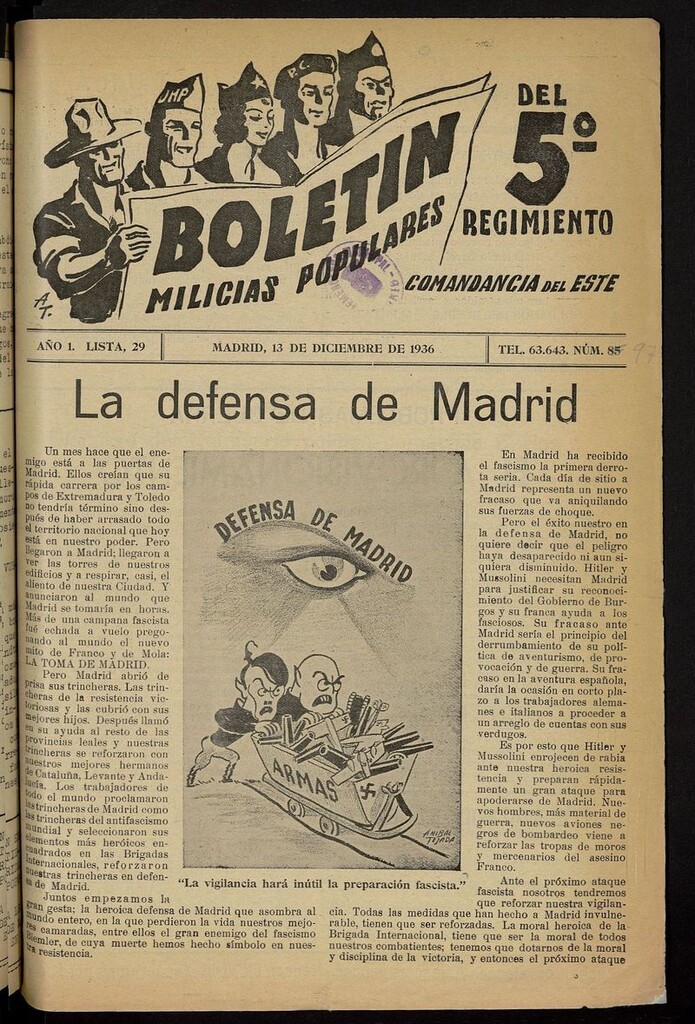 UHP
P.C.
BOLETIN
MILICIAS POPULARES
DEL
5º
REGIMIENTO
COMANDANCIA DEL ESTE
A.T.
AÑO 1. LISTA, 29
MADRID, 13 DE DICIEMBRE DE 1936
TEL. 63.643. NÚM. 85
97
La defensa de Madrid
Un mes hace que el ene-
migo está a las puertas de
Madrid. Ellos creían que su
rápida carrera por los cam-
pos de Extremadura y Toledo
no tendría término sino des-
pués de haber arrasado todo
el territorio nacional que hoy
está en nuestro poder. Pero
llegaron a Madrid; llegaron a
ver las torres de nuestros
edificios y a respirar, casi, el
aliento de nuestra Ciudad. Y
anunciaron al mundo que
Madrid se tomaría en horas.
Más de una campana fascista
fué echada a vuelo prego-
nando al mundo el nuevo
mito de Franco y de Mola:
LA TOMA DE MADRID.
Pero Madrid abrió de
prisa sus trincheras. Las trin-
cheras de la resistencia vic-
toriosas y las cubrió con sus
mejores hijos. Después llamó
en su ayuda al resto de las
provincias leales y nuestras
trincheras se reforzaron con
nuestros mejores hermanos
de Cataluña, Levante y Anda-
lucía. Los trabajadores de
todo el mundo proclamaron
las trincheras de Madrid como
las trincheras del antifascismo
mundial y seleccionaron sus
elementos más heróicos en-
cuadrados en las Brigadas
Internacionales, reforzaron
nuestras trincheras en defen-
sa de Madrid.
Juntos empezamos la
gran gesta; la heroica defensa de Madrid que asombra al
mundo entero, en la que perdieron la vida nuestros mejo-
res camaradas, entre ellos el gran enemigo del fascismo
Biemler, de cuya muerte hemos hecho símbolo en nues-
tra resistencia.
DEFENSA DE MADRID
ARMAS
ANIBAL
TEJADA
"La vigilancia hará inútil la preparación fascista."
En Madrid ha recibido
el fascismo la primera derro-
ta seria. Cada día de sitio a
Madrid representa un nuevo
fracaso que va aniquilando
sus fuerzas de choque.
Pero el éxito nuestro en
la defensa de Madrid, no
quiere decir que el peligro
haya desaparecido ni aun si-
quiera disminuido. Hitler y
Mussolini necesitan Madrid
para justificar su reconoci-
miento del Gobierno de Bur-
gos y su franca ayuda a los
fasciosos. Su fracaso ante
Madrid sería el principio del
derrumbamiento de su polí-
tica de aventurismo, de pro-
vocación y de guerra. Su fra-
caso en la aventura española,
daría la ocasión en corto pla-
zo a los trabajadores alema-
nes e italianos a proceder a
un arreglo de cuentas con sus
verdugos.
Es por esto que Hitler y
Mussolini enrojecen de rabia
ante nuestra heroica resis-
tencia y preparan rápida-
mente un gran ataque para
apoderarse de Madrid. Nue-
vos hombres, más material de
guerra, nuevos aviones ne-
gros de bombardeo viene a
reforzar las tropas de moros
y mercenarios del asesino
Franco.
Ante el próximo ataque
fascista nosotros tendremos
que reforzar nuestra vigilan-
cia. Todas las medidas que han hecho a Madrid invulne-
rable, tienen que ser reforzadas. La moral heroica de la
Brigada Internacional, tiene que ser la moral de todos
nuestros combatientes; tenemos que dotarnos de la moral
y disciplina de la victoria, y entonces el próximo ataque